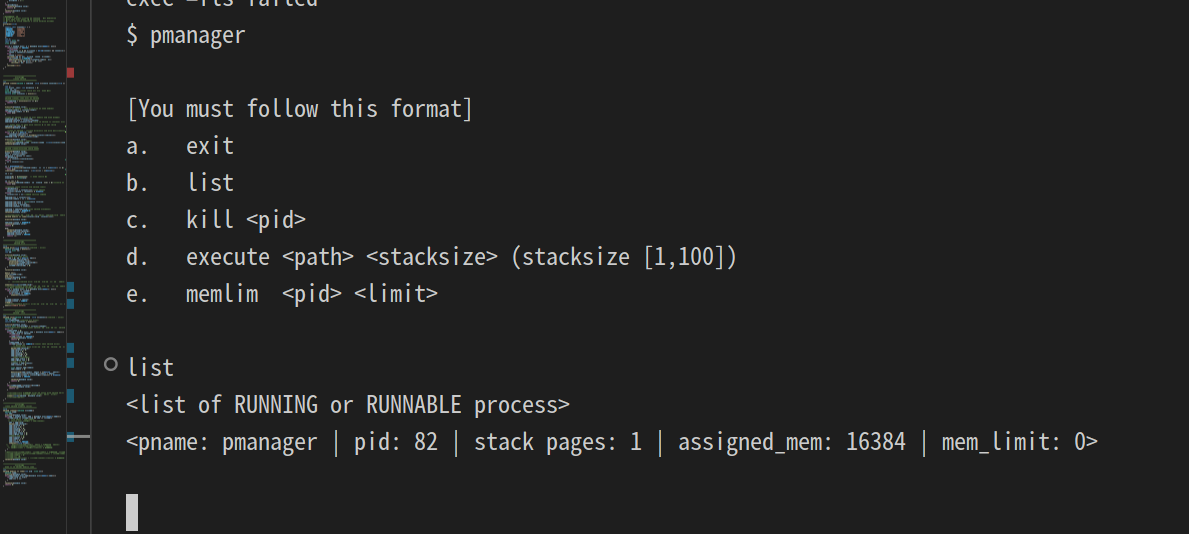 exec =rls failed
$ pmanager
[You must follow this format]
a. exit
b. list
c. kill <pid>
d. execute <path> <stacksize> (stacksize [1,100])
e. memlim <pid> <limit>
list
<list of RUNNING or RUNNABLE process>
<pname: pmanager | pid: 82 | stack pages: 1 | assigned_mem: 16384 | mem_limit: 0>